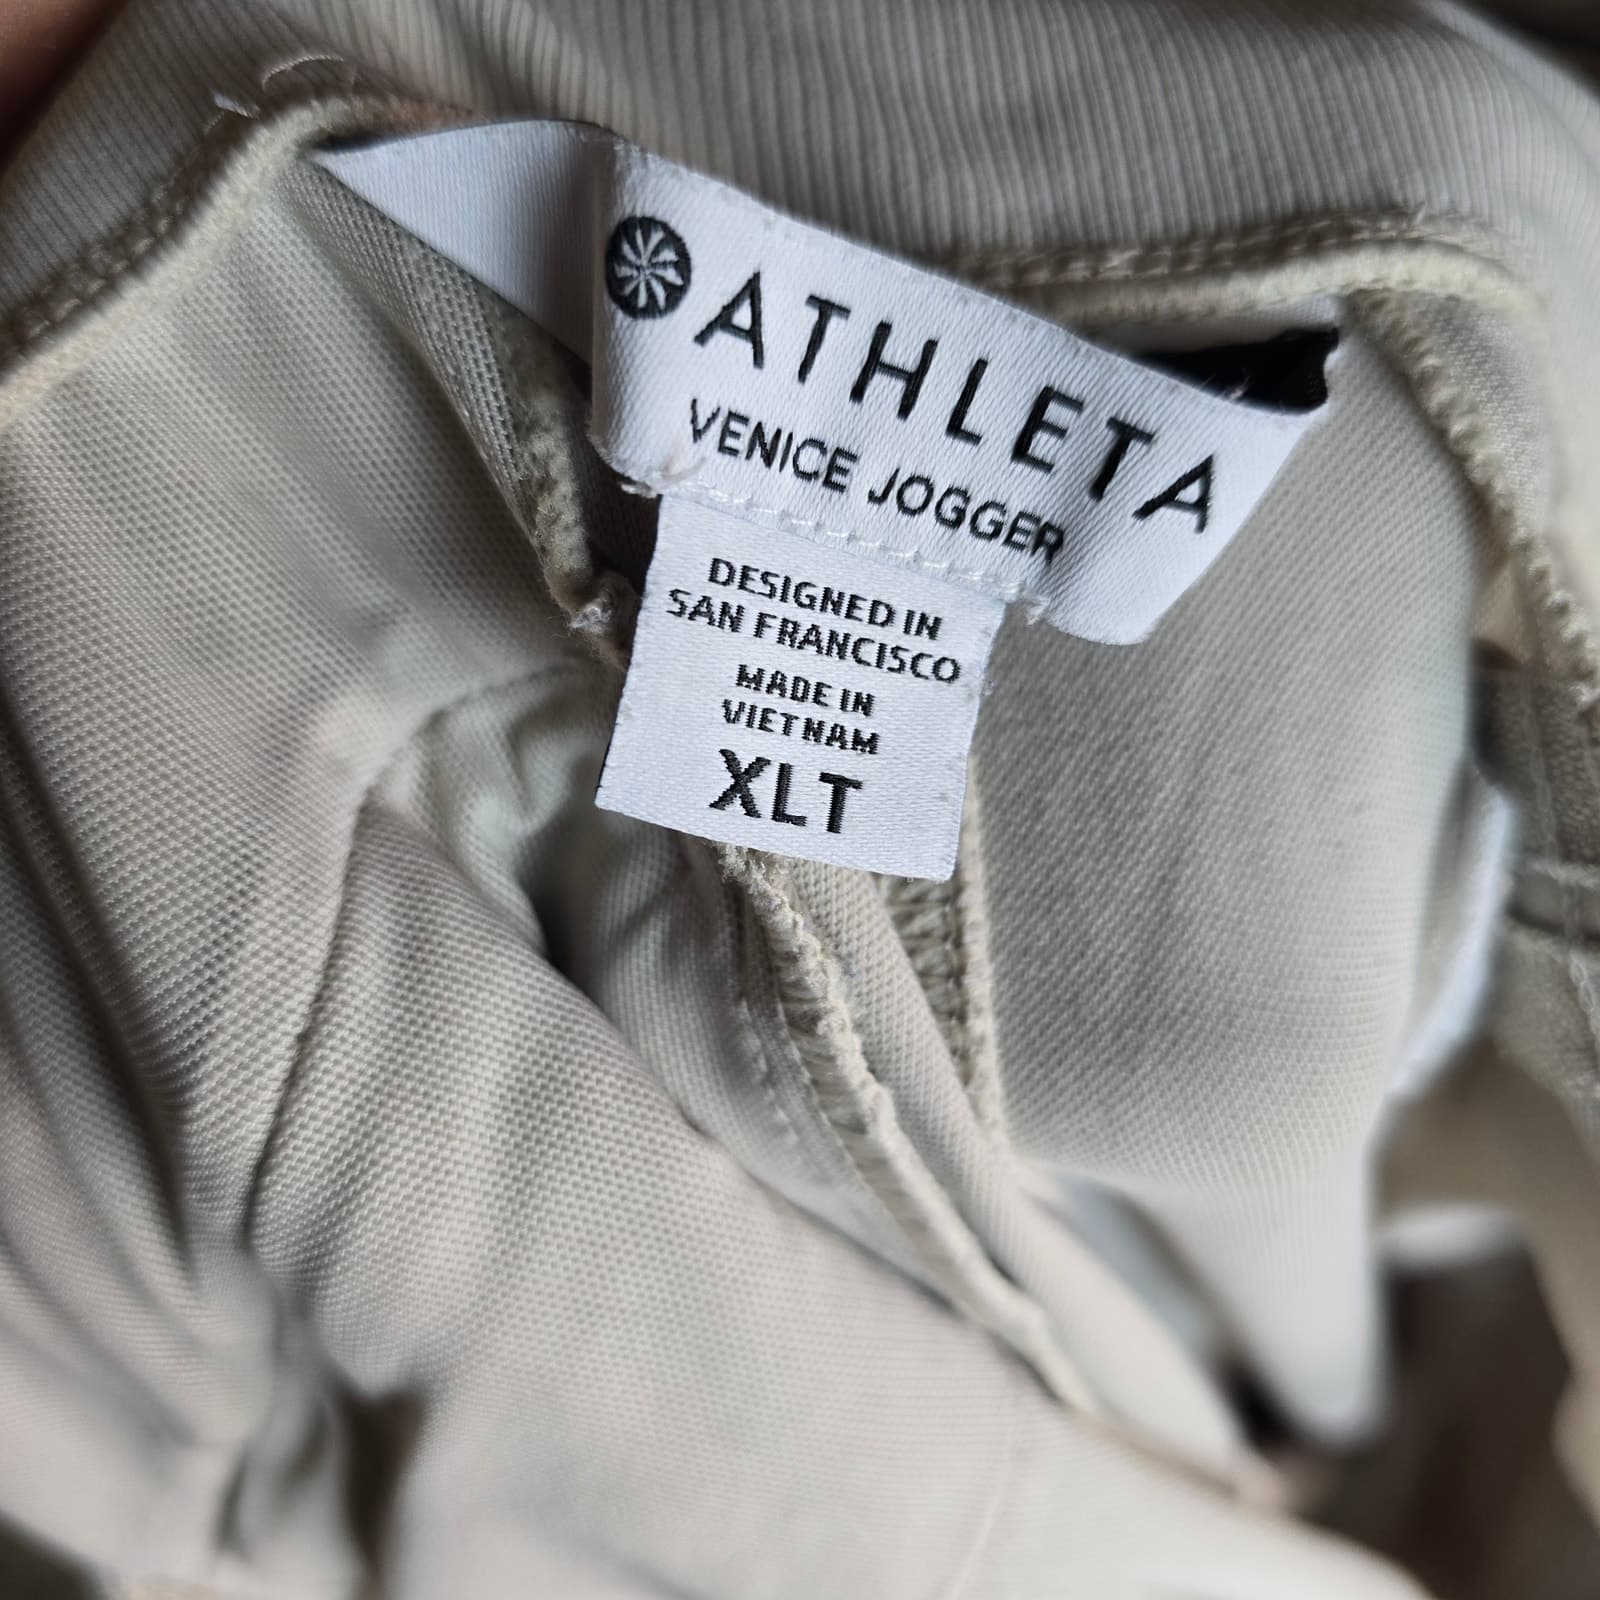 ATHLETA
VENICE JOGGER
DESIGNED IN
SAN FRANCISCO
MADE IN
VIETNAM
XLT